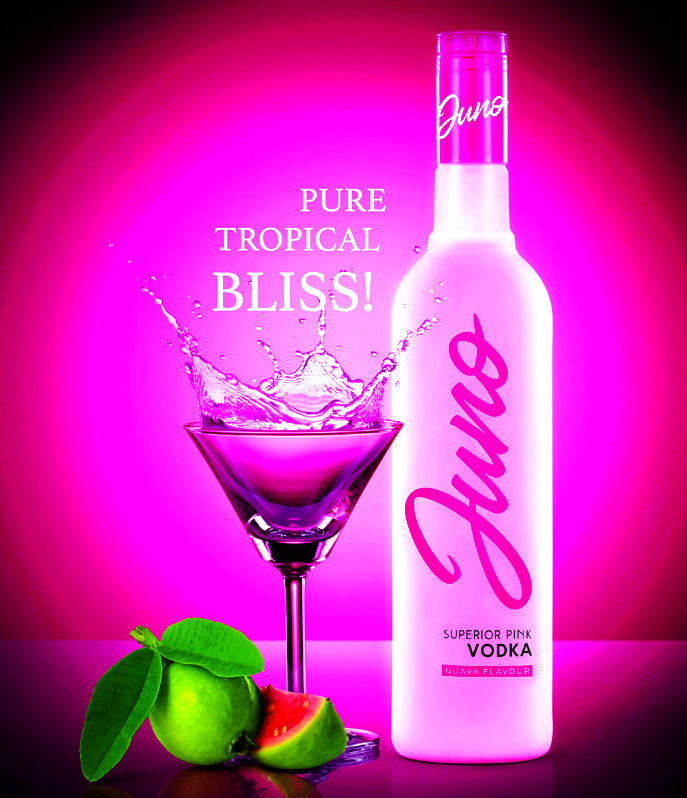 Juno
PURE
TROPICAL
BLISS!
Juno
SUPERIOR PINK
VODKA
GUAVA FLAVOUR